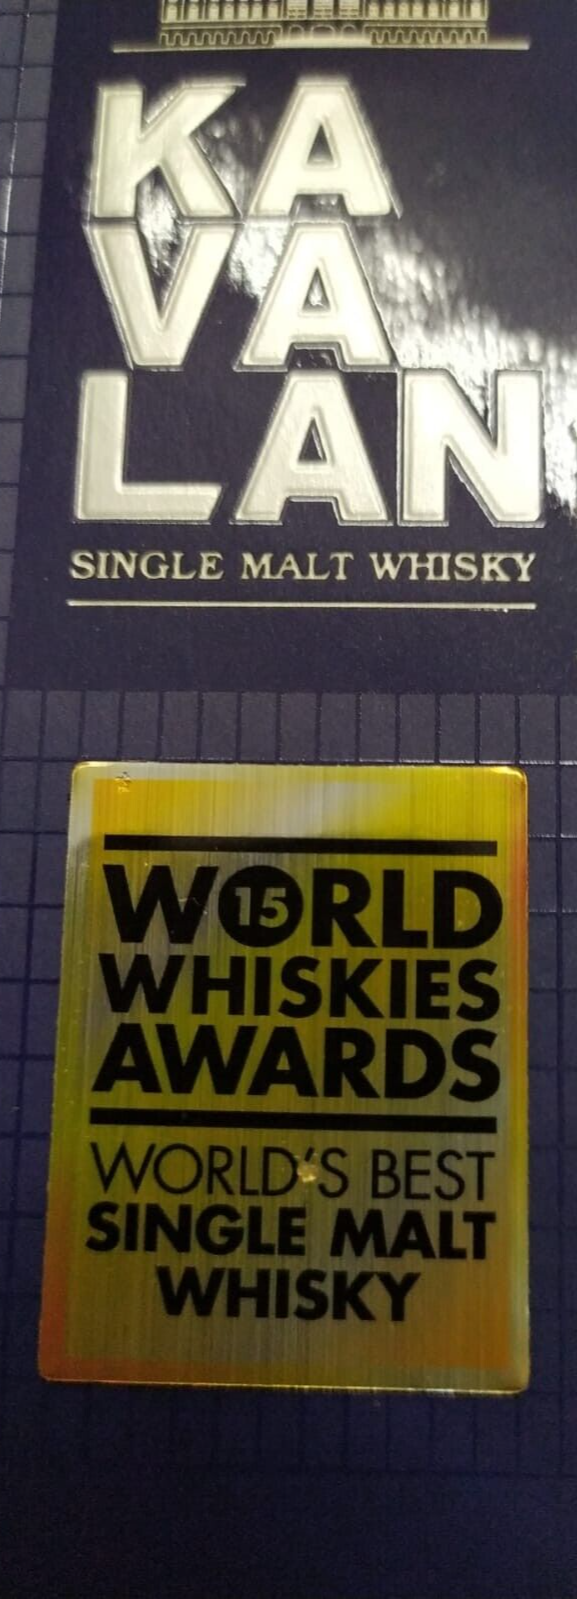 KA
VA
LAN
SINGLE MALT WHISKY
W15RLD
WHISKIES
AWARDS
WORLD'S BEST
SINGLE MALT
WHISKY